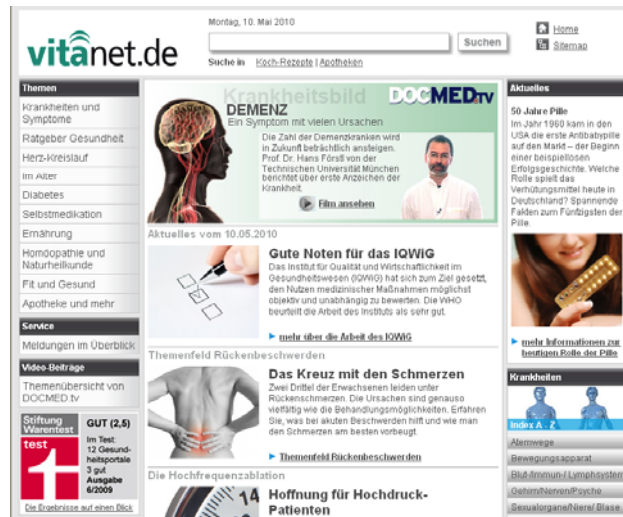 Montag, 10. Mai 2010
vitanet.de
Suchen
Home
Sitemap
Suche in Koch-Rezepte | Apotheken
Themen
Krankheiten und
Symptome
Ratgeber Gesundheit
Herz-Kreislauf
Im Alter
Diabetes
Selbstmedikation
Ernährung
Homöopathie und
Naturheilkunde
Fit und Gesund
Apotheke und mehr
Service
Meldungen im Überblick
Video-Beiträge
Themenübersicht von
DOCMED.tv
Stiftung
Warentest
test
GUT (2,5)
Im Test:
12 Gesund-
heitsportale
3 gut
Ausgabe
6/2009
Die Ergebnisse auf einen Blick
Krankheitsbild
DOCMED.TV
DEMENZ
Ein Symptom mit vielen Ursachen
Die Zahl der Demenzkranken wird
in Zukunft beträchtlich ansteigen.
Prof. Dr. Hans Förstl von der
Technischen Universität München
berichtet über erste Anzeichen der
Krankheit.
Film ansehen
Aktuelles vom 10.05.2010
Gute Noten für das IQWiG
Das Institut für Qualität und Wirtschaftlichkeit im
Gesundheitswesen (IQWiG) hat sich zum Ziel gesetzt,
den Nutzen medizinischer Maßnahmen möglichst
objektiv und unabhängig zu bewerten. Die WHO
beurteilt die Arbeit des Instituts als sehr gut.
mehr über die Arbeit des IQWiG
Themenfeld Rückenbeschwerden
Das Kreuz mit den Schmerzen
Zwei Drittel der Erwachsenen leiden unter
Rückenschmerzen. Die Ursachen sind genauso
vielfältig wie die Behandlungsmöglichkeiten. Erfahren
Sie, was bei akuten Beschwerden hilft und wie man
den Schmerzen am besten vorbeugt.
Themenfeld Rückenbeschwerden
Die Hochfrequenzablation
14
Hoffnung für Hochdruck-
Patienten
Aktuelles
50 Jahre Pille
Im Jahr 1960 kam in den
USA die erste Antibabypille
auf den Markt – der Beginn
einer beispiellosen
Erfolgsgeschichte. Welche
Rolle spielt das
Verhütungsmittel heute in
Deutschland? Spannende
Fakten zum Fünfzigsten der
Pille.
mehr Informationen zur
heutigen Rolle der Pille
Krankheiten
Index A - Z
Atemwege
Bewegungsapparat
Blut-/Immun-/ Lymphsystem
Gehirn/Nerven/Psyche
Sexualorgane/Niere/ Blase